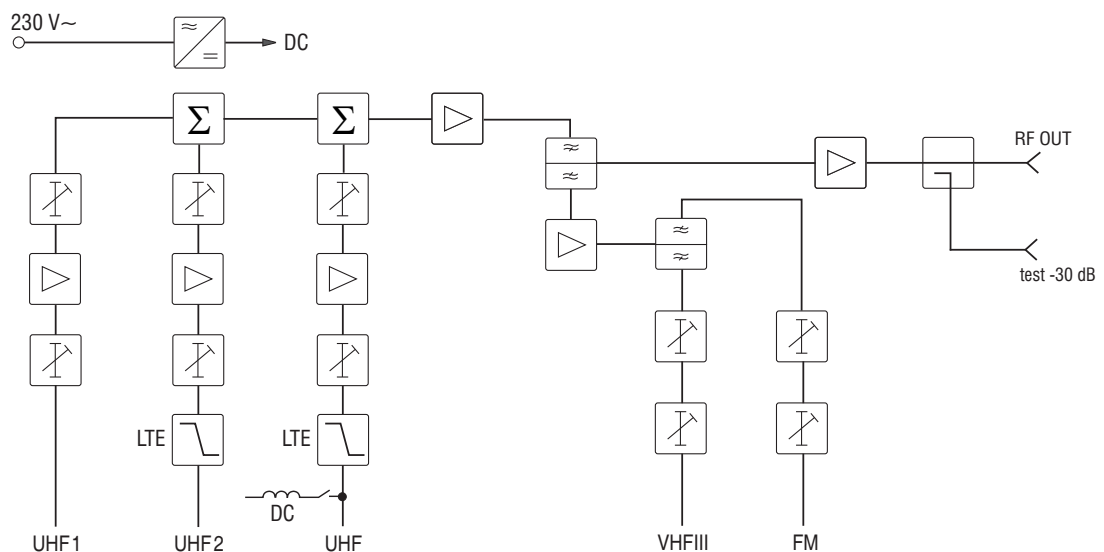 230 V~
DC
Σ
Σ
RF OUT
test -30 dB
LTE
LTE
DC
UHF1
UHF2
UHF
VHFIII
FM